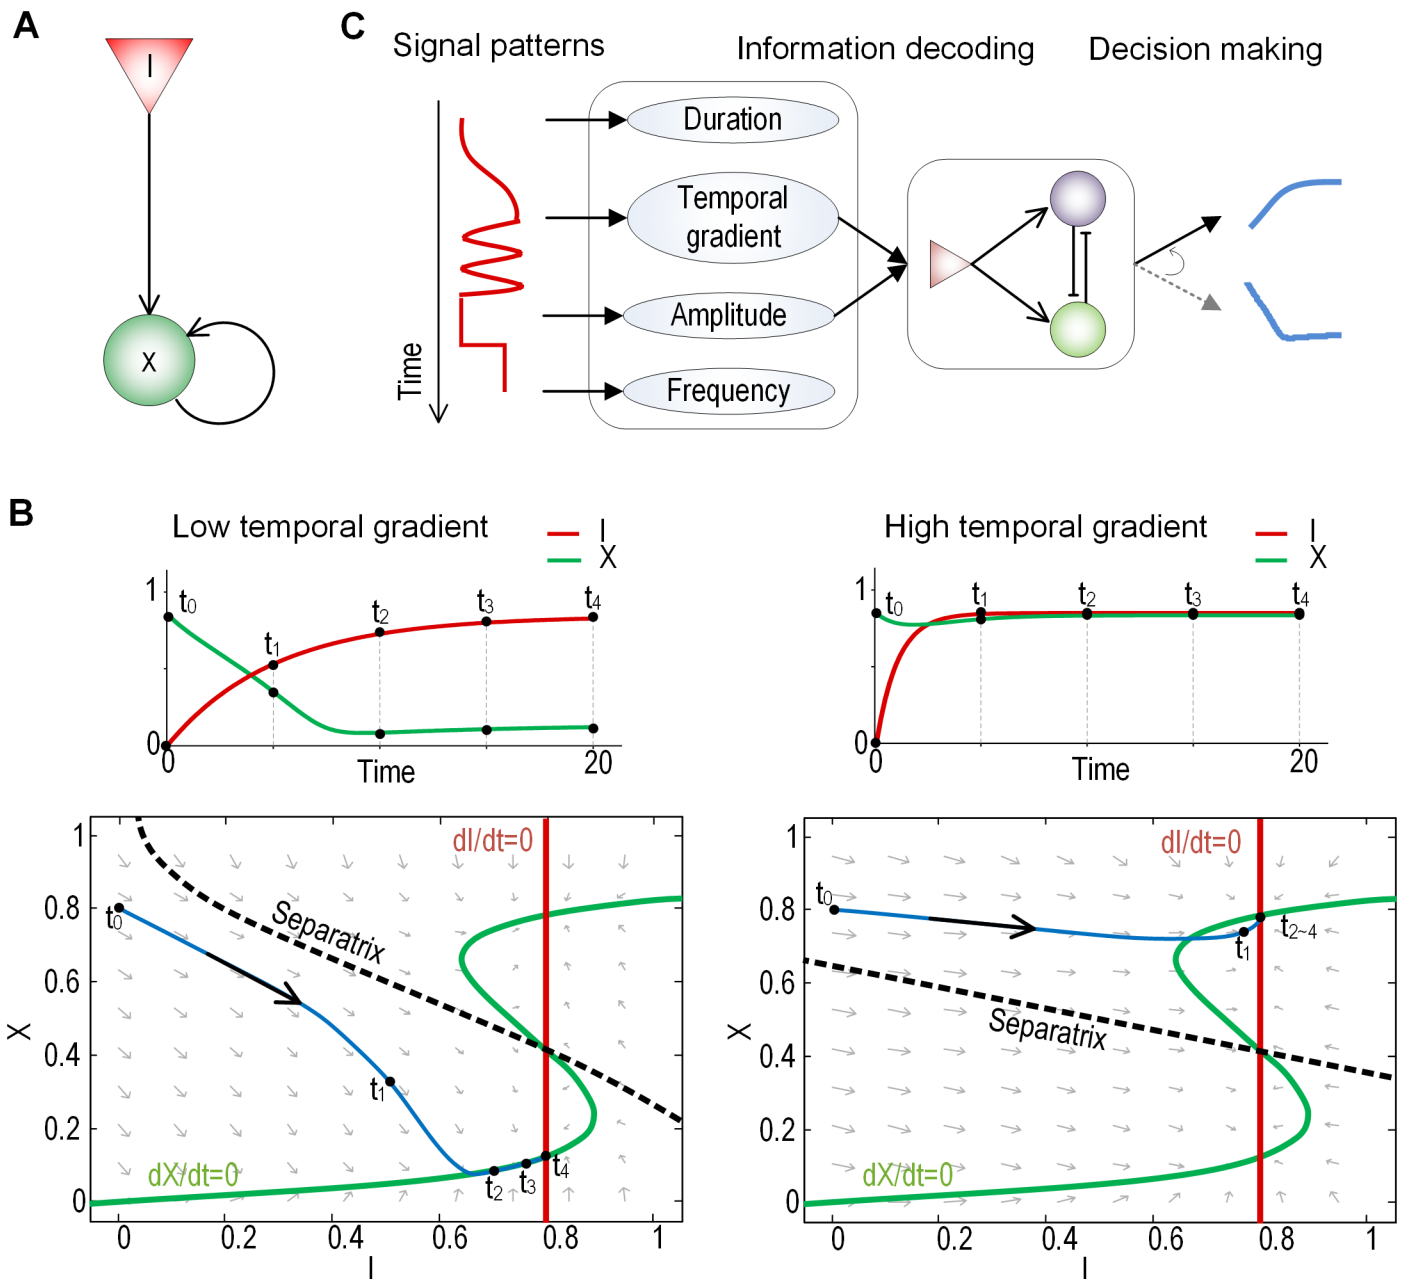 A
I
X
C
Signal patterns
Information decoding
Decision making
Time
Duration
Temporal
gradient
Amplitude
Frequency
B
Low temporal gradient
I
X
1
0
t0
t1
t2
t3
t4
0
Time
20
High temporal gradient
I
X
1
0
t0
t1
t2
t3
t4
0
Time
20
X
1
0.8
0.6
0.4
0.2
0
dI/dt=0
t0
Separatrix
t1
dX/dt=0
t2
t3
t4
0
0.2
0.4
0.6
0.8
1
I
X
1
0.8
0.6
0.4
0.2
0
dI/dt=0
t0
t1
t2~4
Separatrix
dX/dt=0
0
0.2
0.4
0.6
0.8
1
I